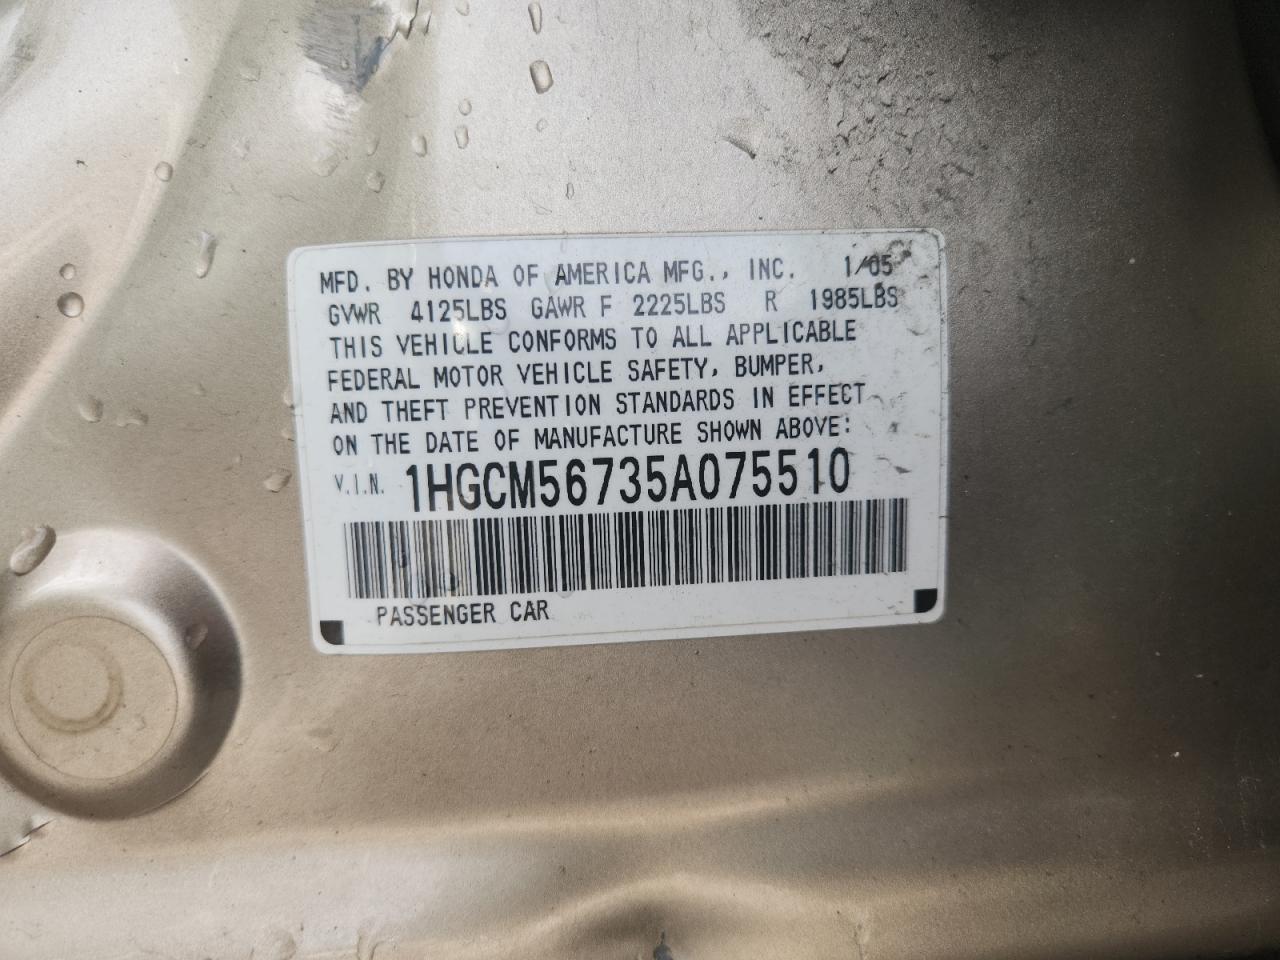 MFD. BY HONDA OF AMERICA MFG., INC. 1/05
GVWR 4125LBS GAWR F 2225LBS R 1985LBS
THIS VEHICLE CONFORMS TO ALL APPLICABLE
FEDERAL MOTOR VEHICLE SAFETY, BUMPER,
AND THEFT PREVENTION STANDARDS IN EFFECT
ON THE DATE OF MANUFACTURE SHOWN ABOVE:
V.I.N. 1HGCM56735A075510
PASSENGER CAR